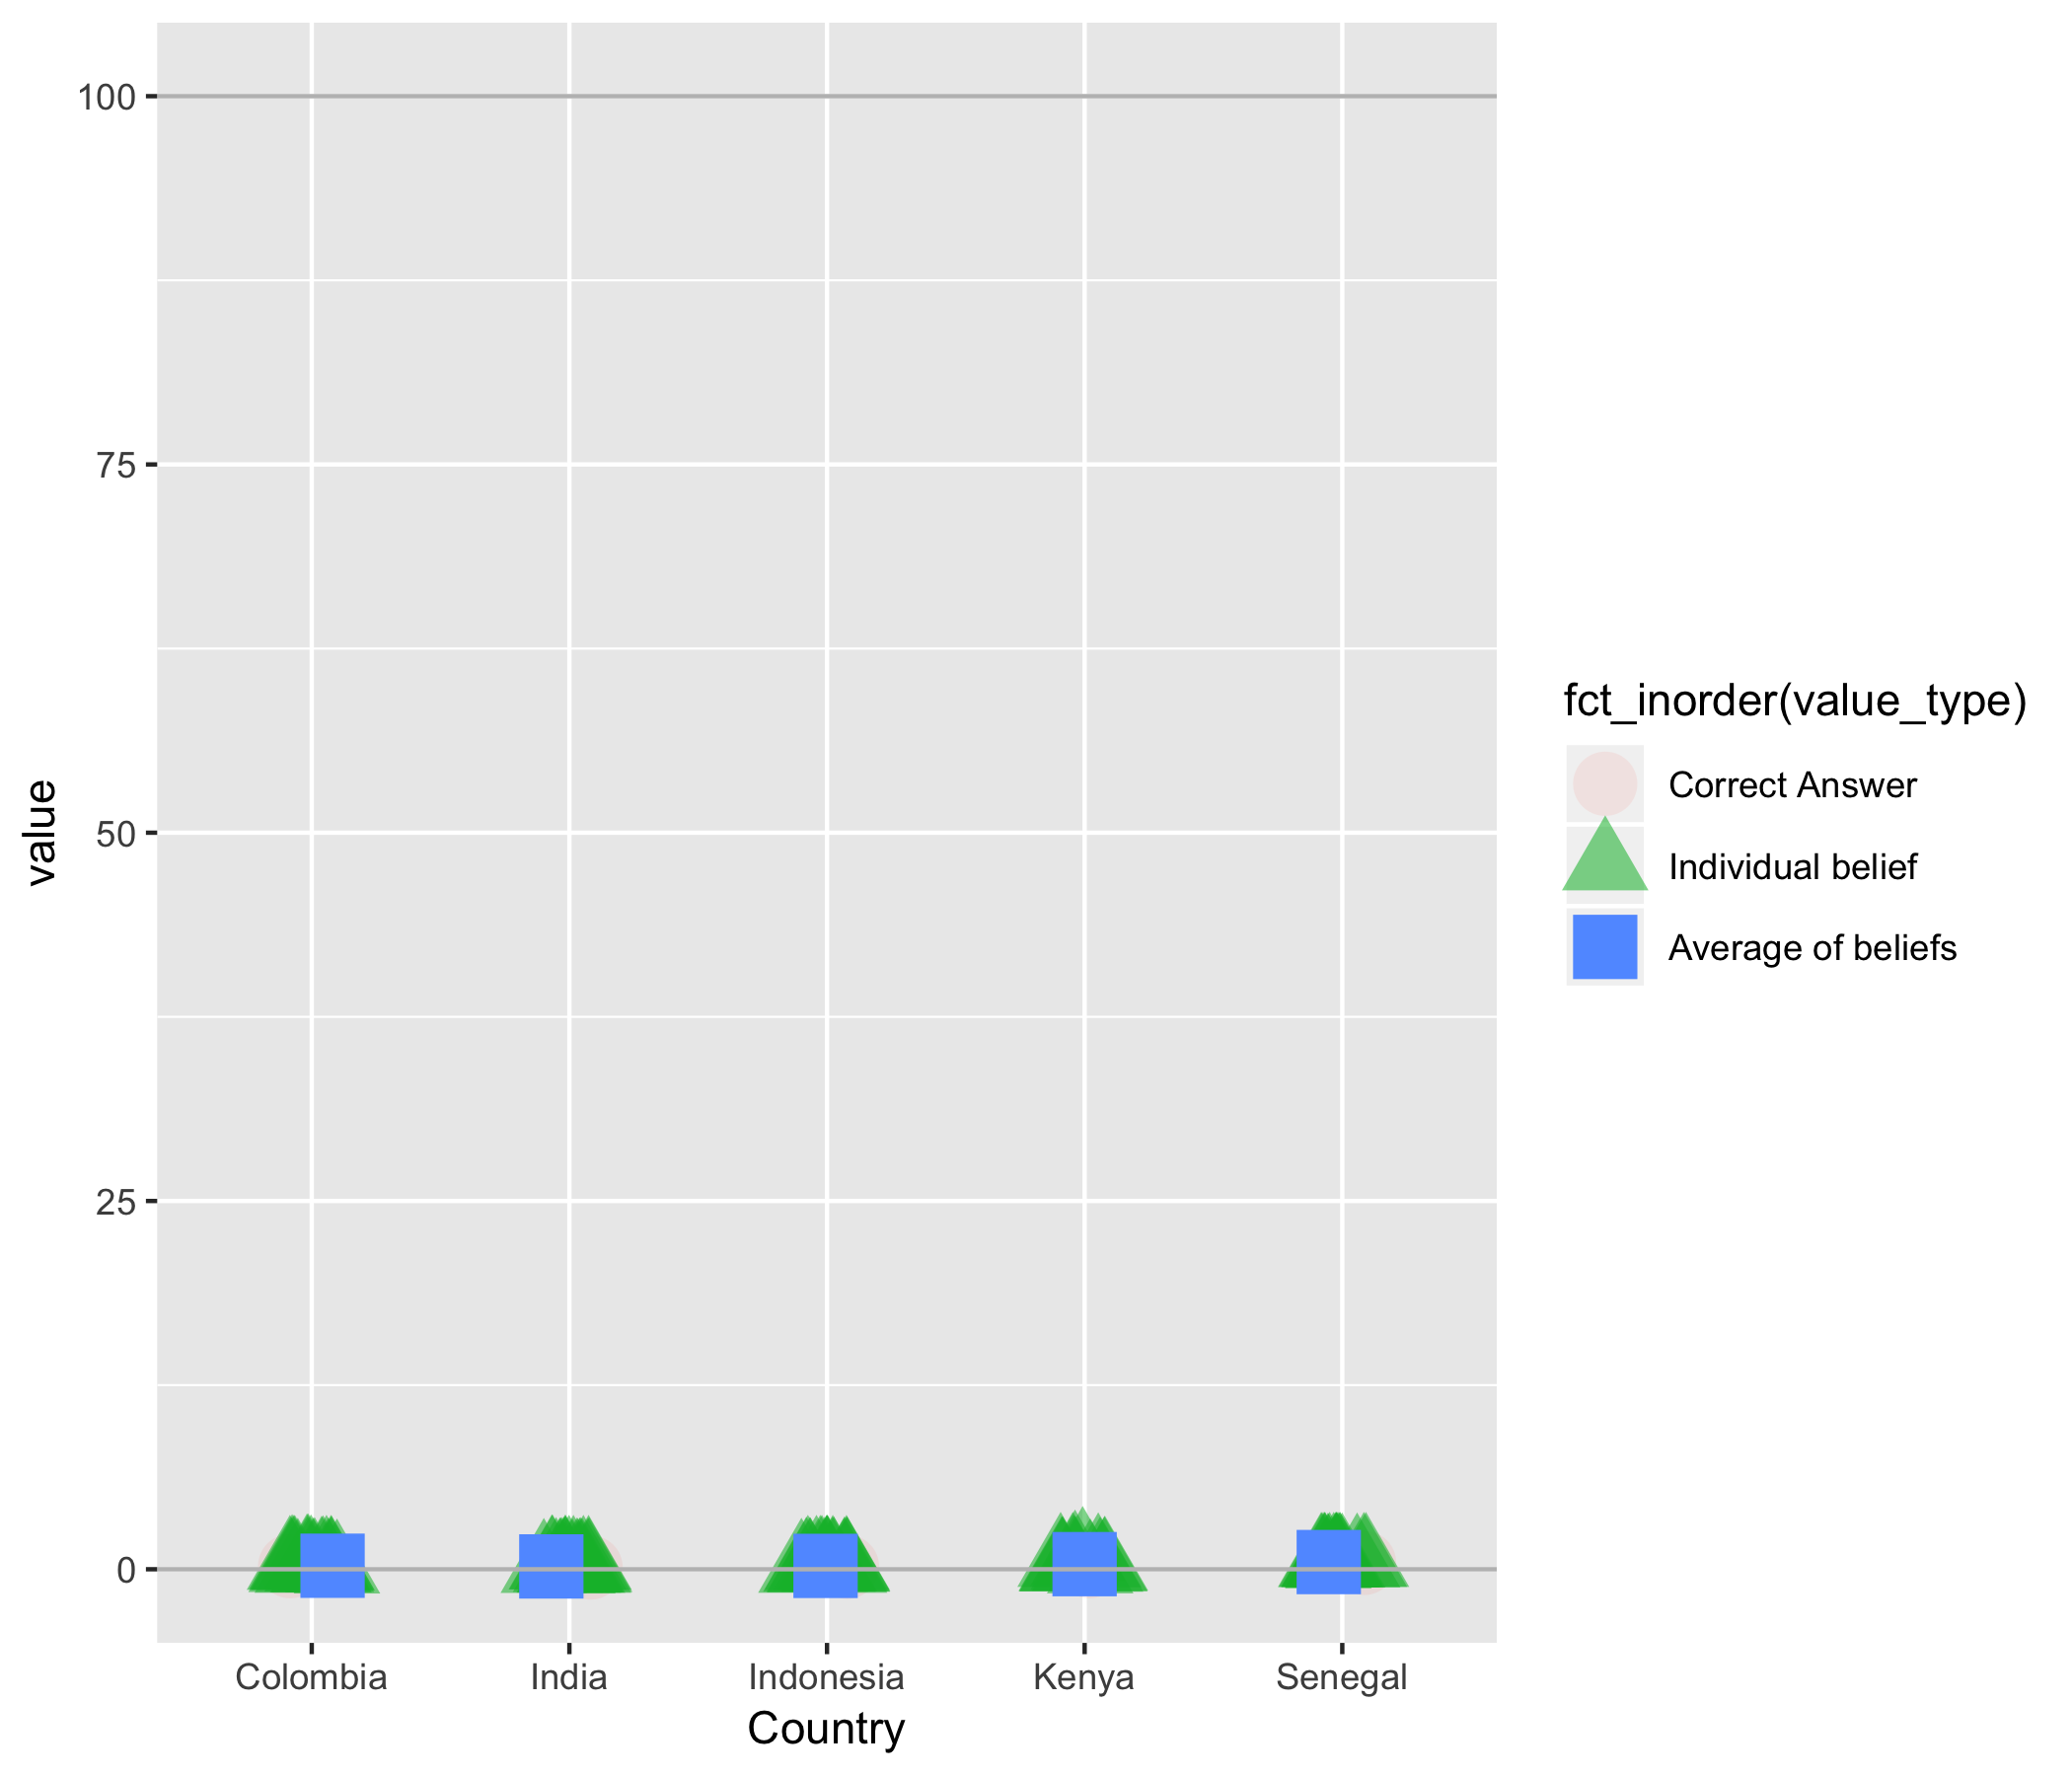 100
75
50
25
0
value
Colombia India Indonesia Kenya Senegal
Country
fct_inorder(value_type)
Correct Answer
Individual belief
Average of beliefs